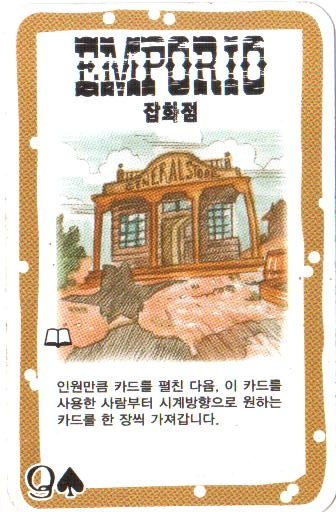 EMPORIO
잡화점
GENERAL STORE
인원만큼 카드를 펼친 다음, 이 카드를
사용한 사람부터 시계방향으로 원하는
카드를 한 장씩 가져갑니다.
Q♠